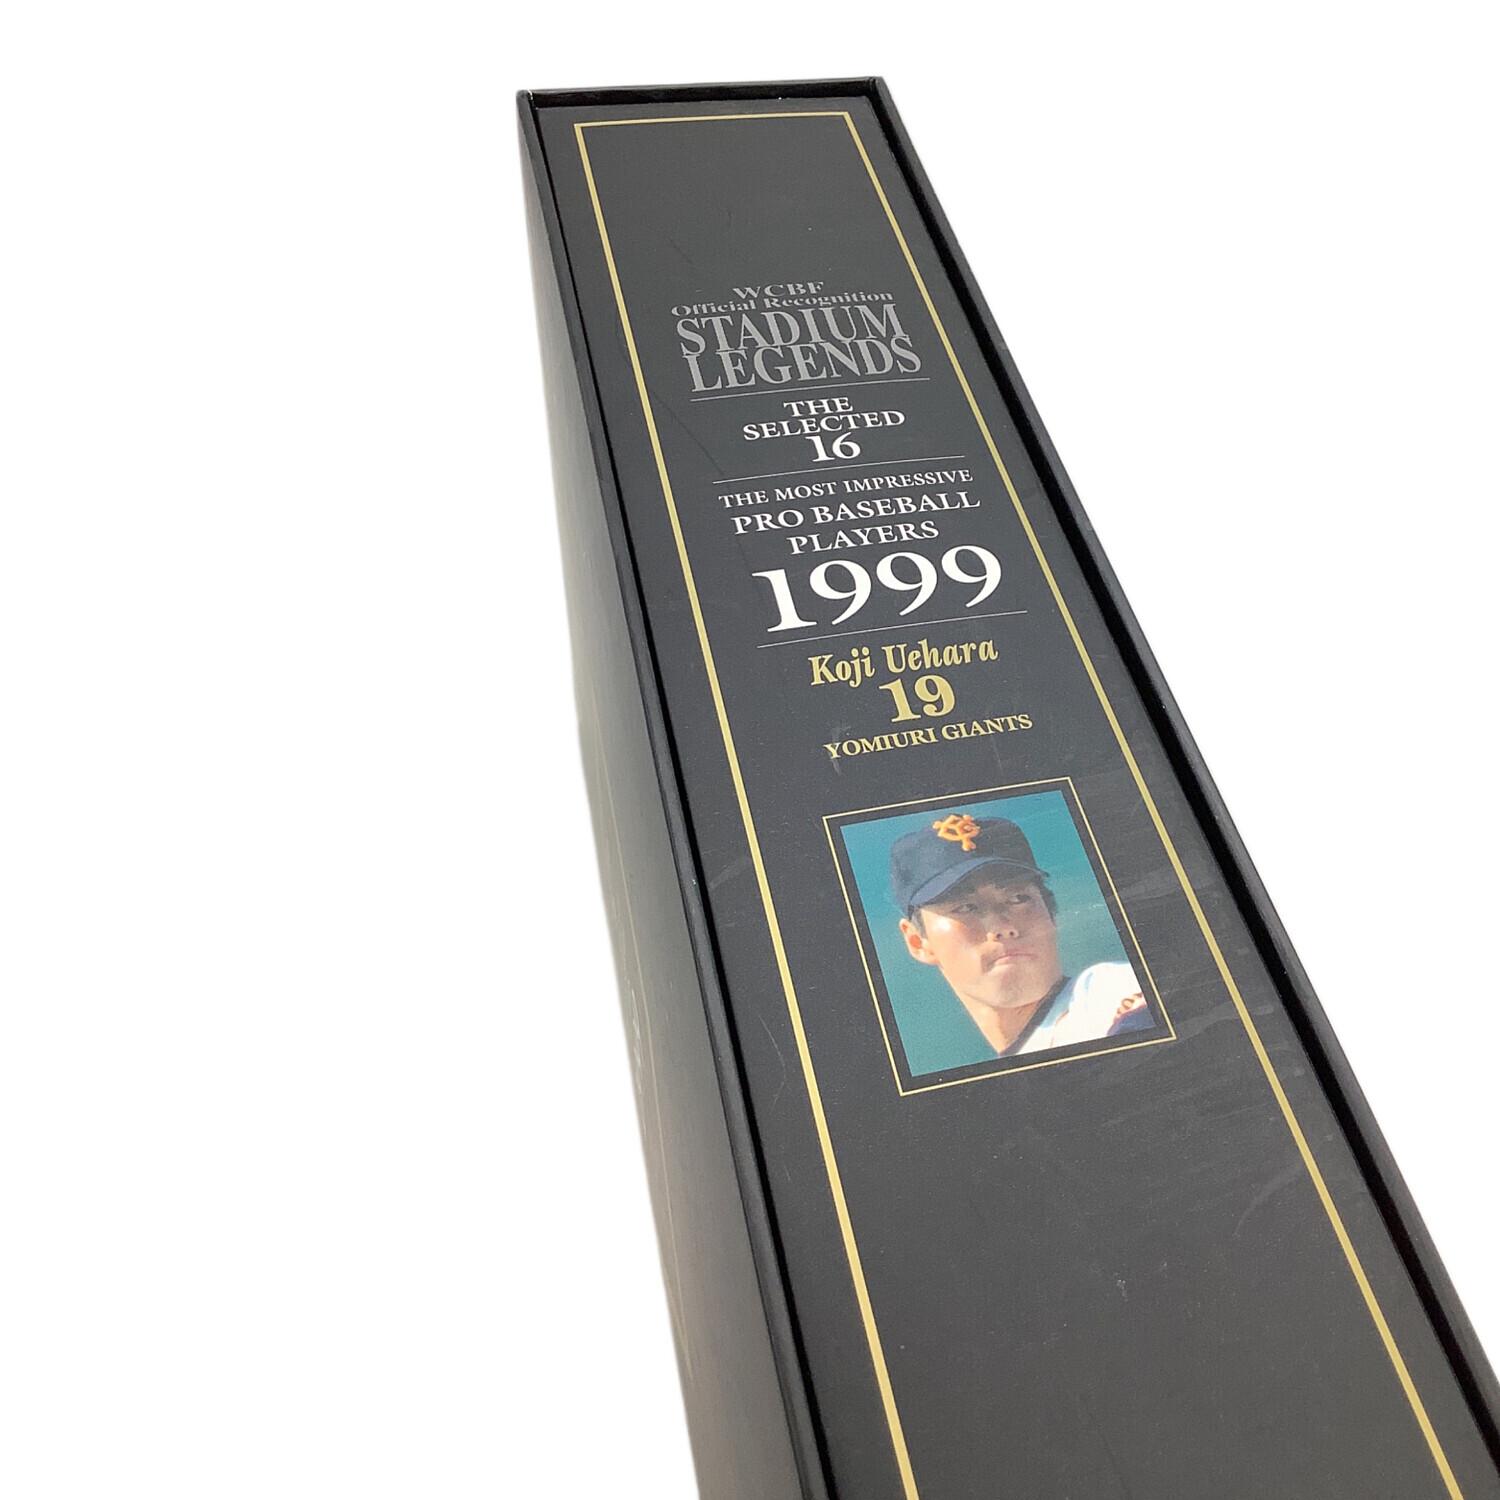 WCBF
Official Recognition
STADIUM
LEGENDS
THE
SELECTED
16
THE MOST IMPRESSIVE
PRO BASEBALL
PLAYERS
1999
Koji Uehara
19
YOMIURI GIANTS